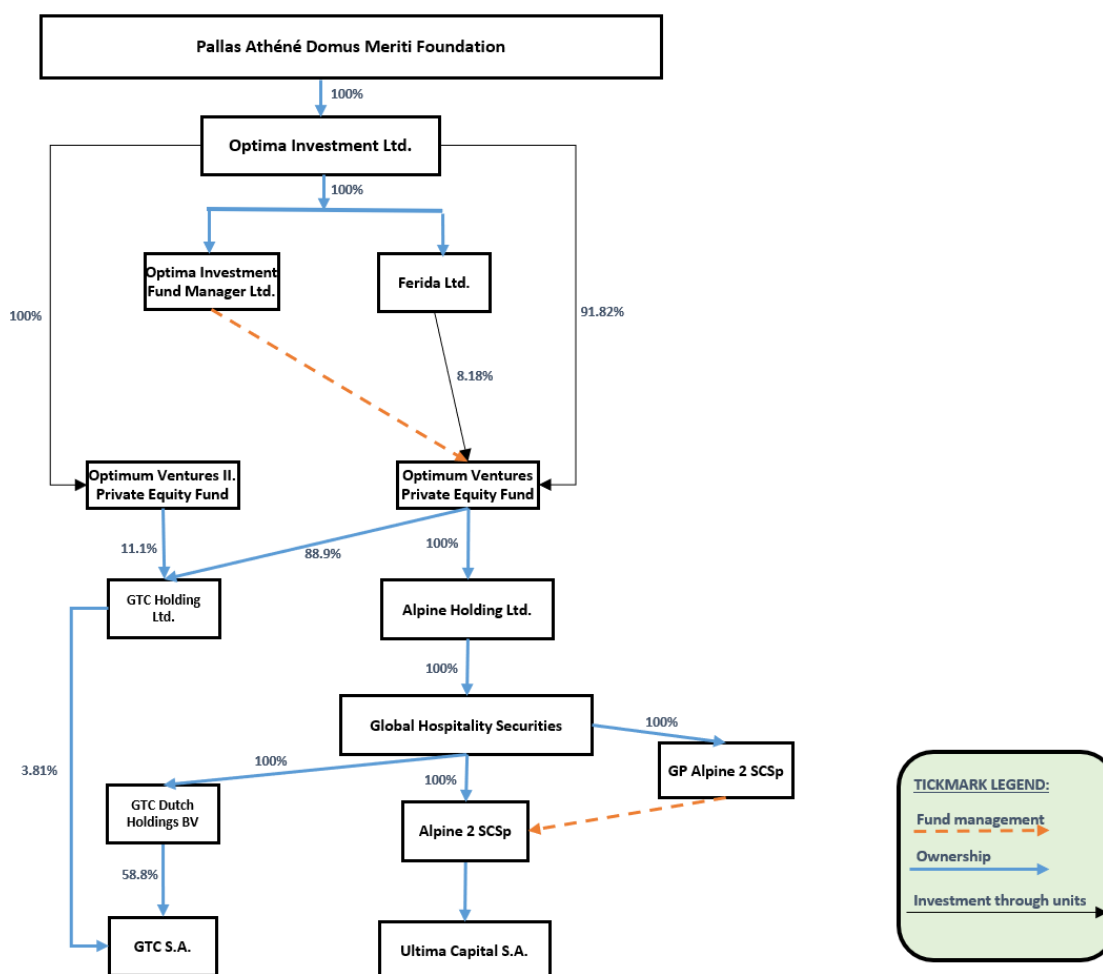 Pallas Athéné Domus Meriti Foundation
100%
Optima Investment Ltd.
100%
Optima Investment
Fund Manager Ltd.
Ferida Ltd.
100%
91.82%
8.18%
Optimum Ventures II.
Private Equity Fund
Optimum Ventures
Private Equity Fund
11.1%
88.9%
100%
GTC Holding
Ltd.
Alpine Holding Ltd.
100%
Global Hospitality Securities
100%
GP Alpine 2 SCSp
3.81%
100%
100%
GTC Dutch
Holdings BV
Alpine 2 SCSp
58.8%
GTC S.A.
Ultima Capital S.A.
TICKMARK LEGEND:
Fund management
Ownership
Investment through units